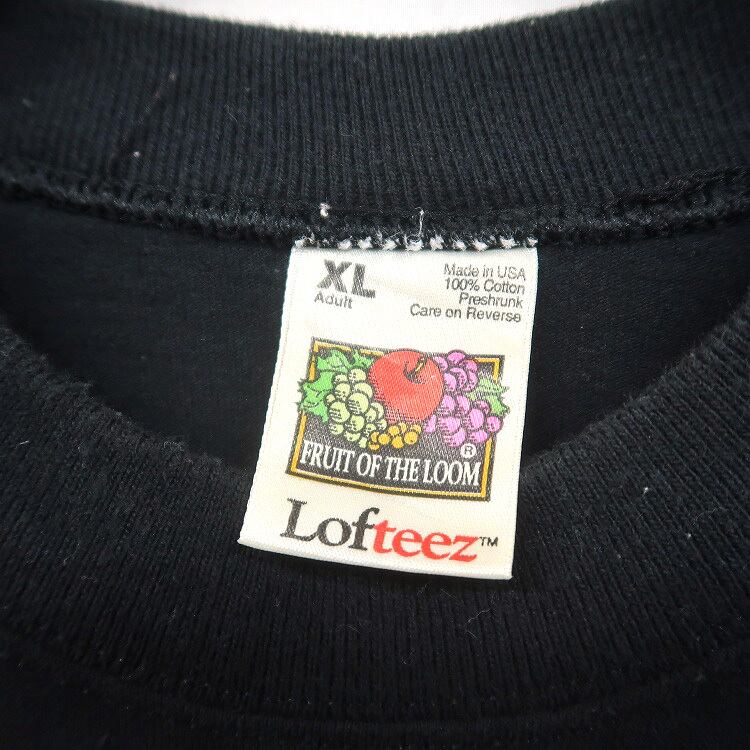 XL
Adult
Made in USA
100% Cotton
Preshrunk
Care on Reverse
FRUIT OF THE LOOM
®
Lofteez™